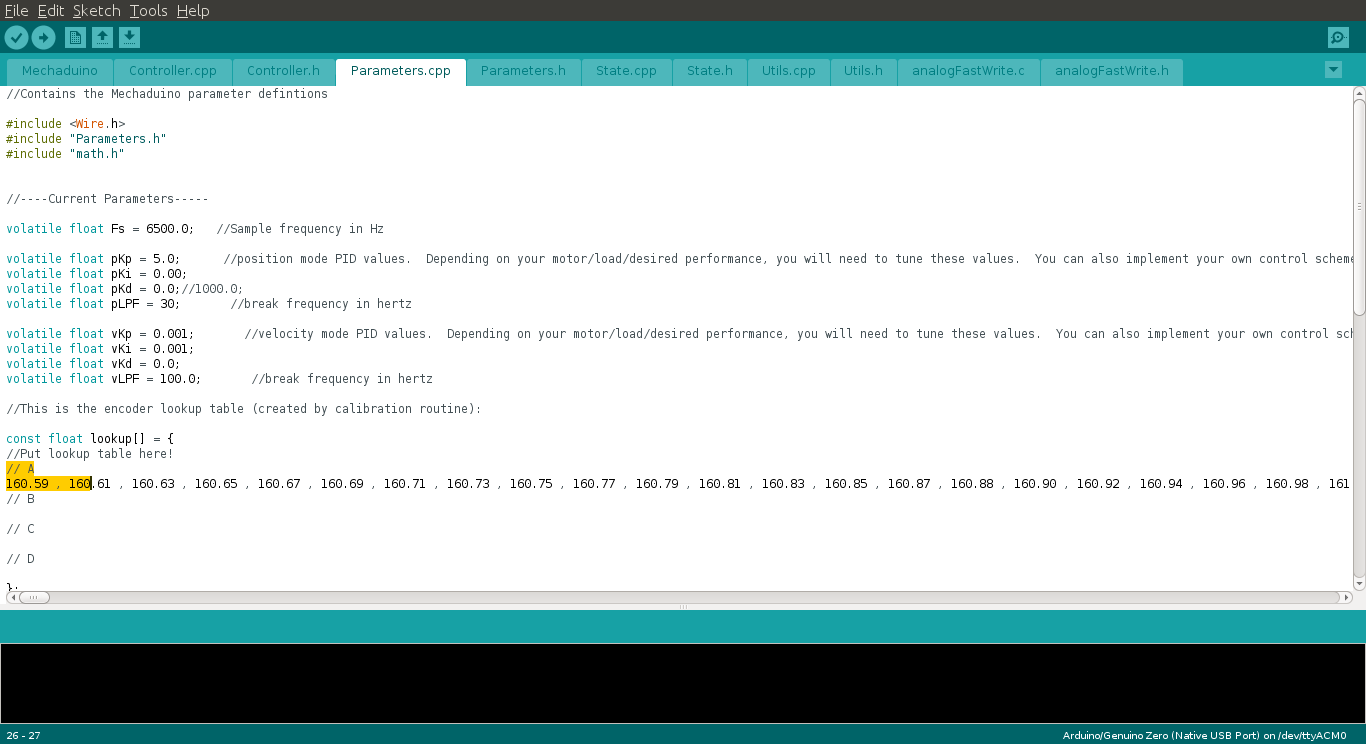 File Edit Sketch Tools Help
Mechaduino Controller.cpp Controller.h Parameters.cpp Parameters.h State.cpp State.h Utils.cpp Utils.h analogFastWrite.c analogFastWrite.h
//Contains the Mechaduino parameter defintions
#include <Wire.h>
#include "Parameters.h"
#include "math.h"
//----Current Parameters-----
volatile float Fs = 6500.0;   //Sample frequency in Hz
volatile float pKp = 5.0;      //position mode PID values.  Depending on your motor/load/desired performance, you will need to tune these values.  You can also implement your own control scheme
volatile float pKi = 0.00;
volatile float pKd = 0.0;//1000.0;
volatile float pLPF = 30;       //break frequency in hertz
volatile float vKp = 0.001;       //velocity mode PID values.  Depending on your motor/load/desired performance, you will need to tune these values.  You can also implement your own control sch
volatile float vKi = 0.001;
volatile float vKd = 0.0;
volatile float vLPF = 100.0;       //break frequency in hertz
//This is the encoder lookup table (created by calibration routine):
const float lookup[] = {
//Put lookup table here!
// A
160.59 , 160.61 , 160.63 , 160.65 , 160.67 , 160.69 , 160.71 , 160.73 , 160.75 , 160.77 , 160.79 , 160.81 , 160.83 , 160.85 , 160.87 , 160.88 , 160.90 , 160.92 , 160.94 , 160.96 , 160.98 , 161
// B
// C
// D
};
26 - 27
Arduino/Genuino Zero (Native USB Port) on /dev/ttyACM0